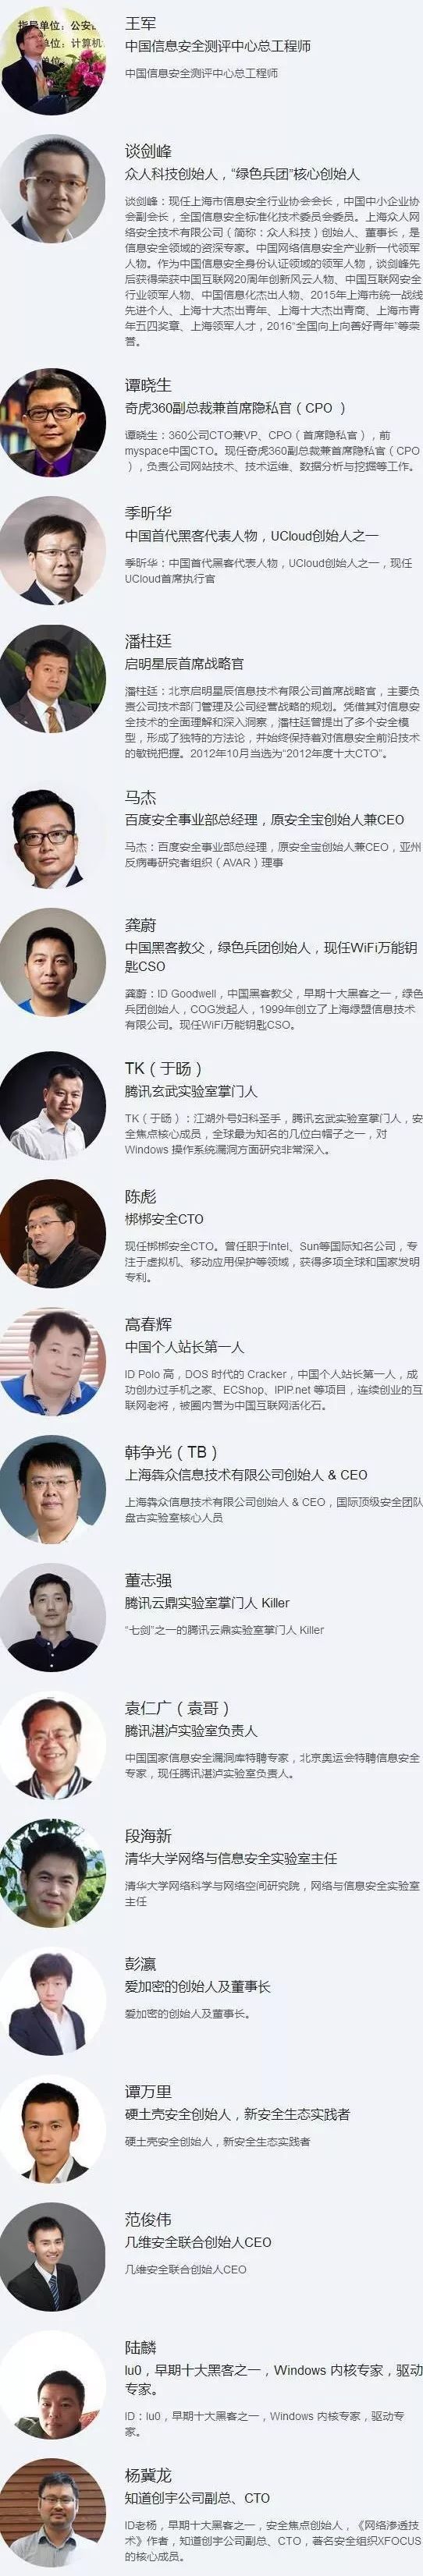 指导单位：公安
单位：计算机
王军
中国信息安全测评中心总工程师
中国信息安全测评中心总工程师
谈剑峰
众人科技创始人，“绿色兵团”核心创始人
谈剑峰：现任上海市信息安全行业协会会长，中国中小企业协
会副会长，全国信息安全标准化技术委员会委员。上海众人网
络安全技术有限公司（简称：众人科技）创始人、董事长，是
信息安全领域的资深专家。中国网络信息安全产业新一代领军
人物。作为中国信息安全身份认证领域的领军人物，谈剑峰先
后获得荣获中国互联网20周年创新风云人物、中国互联网安全
行业领军人物、中国信息化杰出人物、2015年上海市统一战线
先进个人、上海十大杰出青年、上海十大杰出青商、上海市青
年五四奖章、上海领军人才，2016“全国向上向善好青年”等荣
誉。
谭晓生
奇虎360副总裁兼首席隐私官（CPO ）
谭晓生：360公司CTO兼VP、CPO（首席隐私官），前
myspace中国CTO。现任奇虎360副总裁兼首席隐私官（CPO
），负责公司网站技术、技术运维、数据分析与挖掘等工作。
季昕华
中国首代黑客代表人物，UCloud创始人之一
季昕华：中国首代黑客代表人物，UCloud创始人之一，现任
UCloud首席执行官
潘柱廷
启明星辰首席战略官
潘柱廷：北京启明星辰信息技术有限公司首席战略官，主要负
责公司技术部门管理及公司经营战略的规划。凭借其对信息安
全技术的全面理解和深入洞察，潘柱廷曾提出了多个安全模
型，形成了独特的方法论，并始终保持着对信息安全前沿技术
的敏锐把握。2012年10月当选为“2012年度十大CTO”。
马杰
百度安全事业部总经理，原安全宝创始人兼CEO
马杰：百度安全事业部总经理，原安全宝创始人兼CEO，亚州
反病毒研究者组织（AVAR）理事
龚蔚
中国黑客教父，绿色兵团创始人，现任WiFi万能钥
匙CSO
龚蔚：ID Goodwell，中国黑客教父，早期十大黑客之一，绿色
兵团创始人，COG发起人，1999年创立了上海绿盟信息技术
有限公司。现任WiFi万能钥匙CSO。
TK（于旸）
腾讯玄武实验室掌门人
TK（于旸）：江湖外号妇科圣手，腾讯玄武实验室掌门人，安
全焦点核心成员，全球最为知名的几位白帽子之一，对
Windows 操作系统漏洞方面研究非常深入。
陈彪
梆梆安全CTO
现任梆梆安全CTO。曾任职于Intel、Sun等国际知名公司，专
注于虚拟机、移动应用保护等领域，获得多项全球和国家发明
专利。
高春辉
中国个人站长第一人
ID Polo 高，DOS 时代的 Cracker，中国个人站长第一人，成
功创办过手机之家、ECShop、IPIP.net 等项目，连续创业的互
联网老将，被圈内誉为中国互联网活化石。
韩争光（TB）
上海犇众信息技术有限公司创始人 & CEO
上海犇众信息技术有限公司创始人 & CEO，国际顶级安全团队
盘古实验室核心人员
董志强
腾讯云鼎实验室掌门人 Killer
“七剑”之一的腾讯云鼎实验室掌门人 Killer
袁仁广（袁哥）
腾讯湛泸实验室负责人
中国国家信息安全漏洞库特聘专家，北京奥运会特聘信息安全
专家，现任腾讯湛泸实验室负责人。
段海新
清华大学网络与信息安全实验室主任
清华大学网络科学与网络空间研究院，网络与信息安全实验室
主任
彭瀛
爱加密的创始人及董事长
爱加密的创始人及董事长。
谭万里
硬土壳安全创始人，新安全生态实践者
硬土壳安全创始人，新安全生态实践者
范俊伟
几维安全联合创始人CEO
几维安全联合创始人CEO
陆麟
lu0，早期十大黑客之一，Windows 内核专家，驱动
专家。
ID：lu0，早期十大黑客之一，Windows 内核专家，驱动专
家。
杨冀龙
知道创宇公司副总、CTO
ID老杨，早期十大黑客之一，安全焦点创始人，《网络渗透技
术》作者，知道创宇公司副总、CTO，著名安全组织XFOCUS
的核心成员。